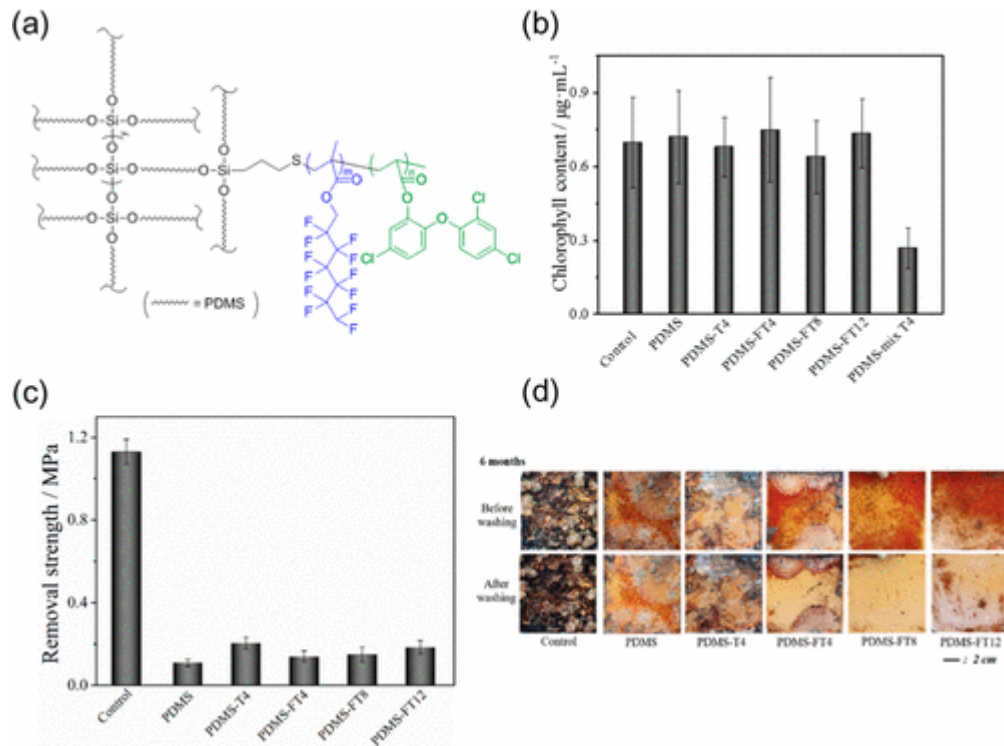 (a)
O
Si
O
O
Si
O
O
Si
O
O
Si
O
O
Si
O
S
m
n
O
O
O
O
O
Cl
Cl
Cl
F
F
F
F
F
F
F
F
F
F
F
F
( = PDMS )
(b)
Chlorophyll content / μg·mL⁻¹
0.9
0.6
0.3
0.0
Control
PDMS
PDMS-T4
PDMS-FT4
PDMS-FT8
PDMS-FT12
PDMS-mix T4
(c)
Removal strength / MPa
1.2
0.8
0.4
0.0
Control
PDMS
PDMS-T4
PDMS-FT4
PDMS-FT8
PDMS-FT12
(d)
6 months
Before
washing
After
washing
Control
PDMS
PDMS-T4
PDMS-FT4
PDMS-FT8
PDMS-FT12
: 2 cm